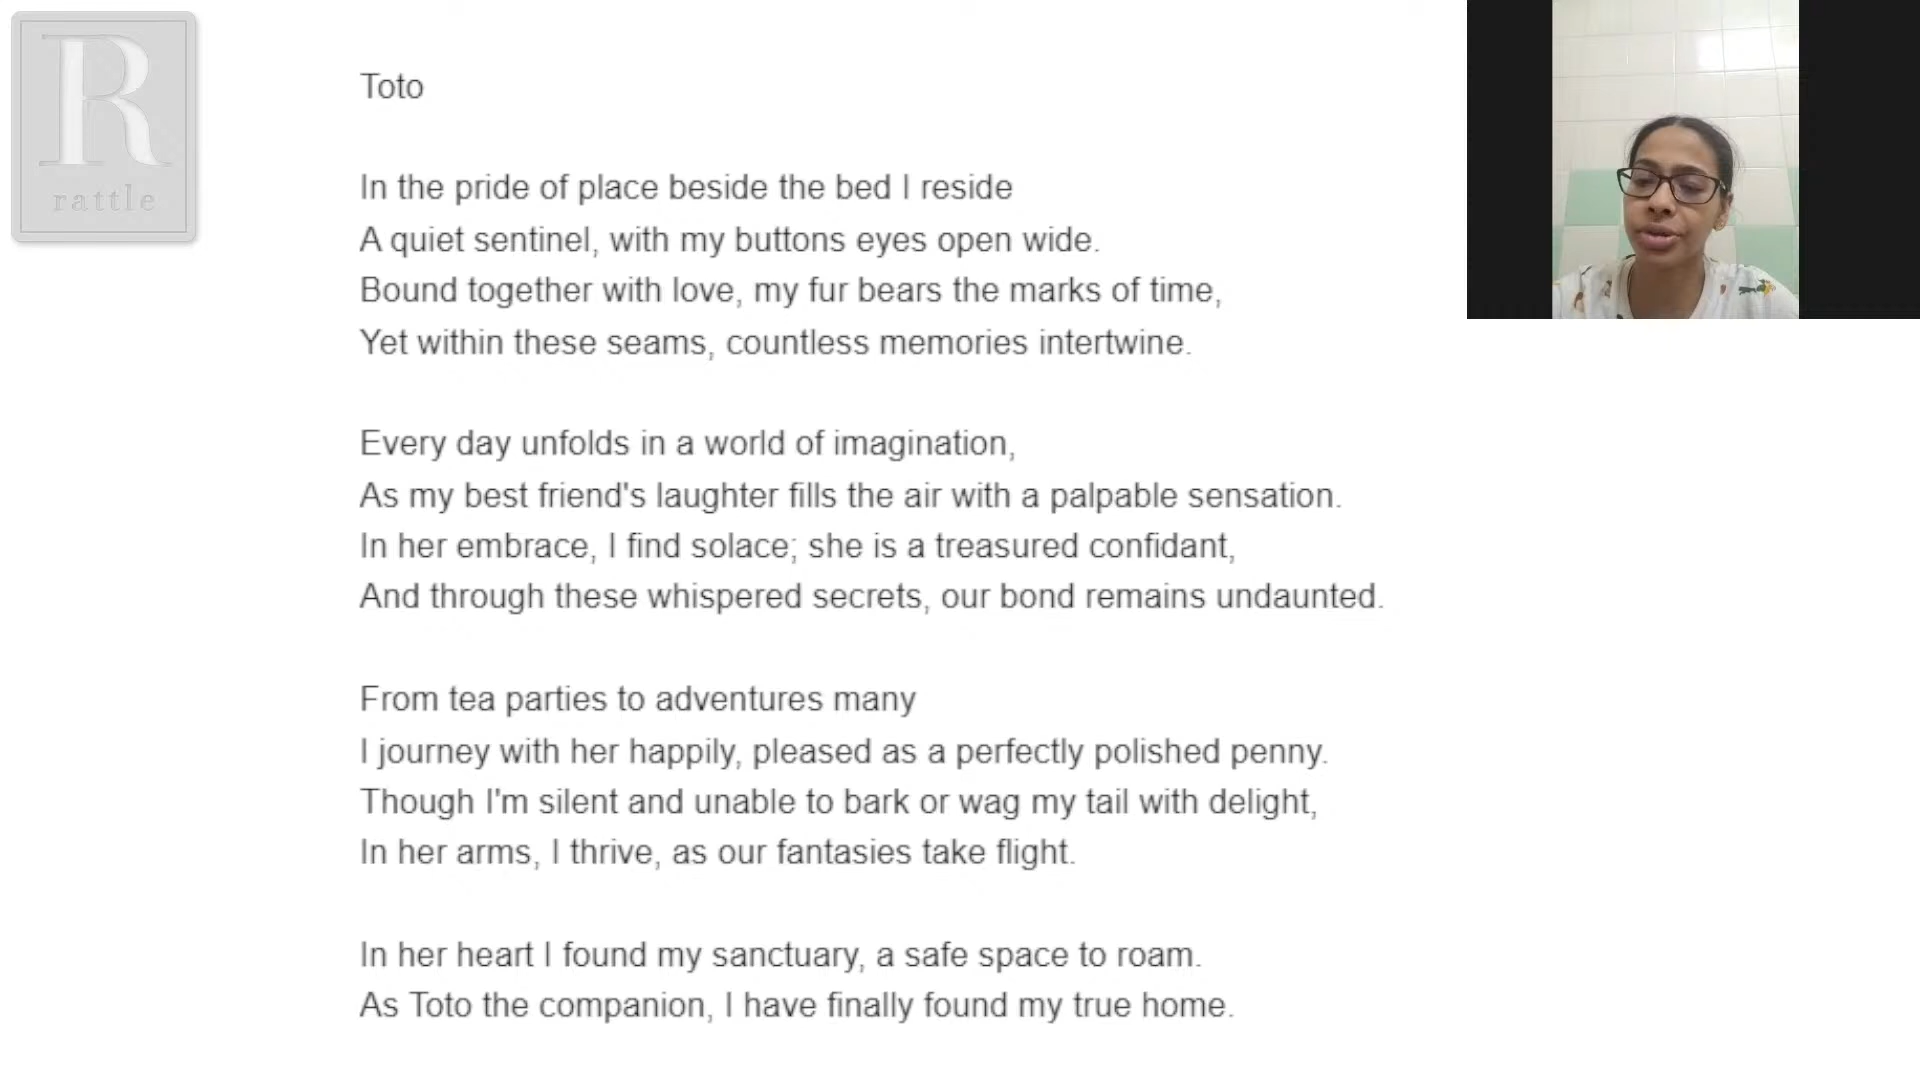 R
rattle
Toto
In the pride of place beside the bed I reside
A quiet sentinel, with my buttons eyes open wide.
Bound together with love, my fur bears the marks of time,
Yet within these seams, countless memories intertwine.
Every day unfolds in a world of imagination,
As my best friend's laughter fills the air with a palpable sensation.
In her embrace, I find solace; she is a treasured confidant,
And through these whispered secrets, our bond remains undaunted.
From tea parties to adventures many
I journey with her happily, pleased as a perfectly polished penny.
Though I'm silent and unable to bark or wag my tail with delight,
In her arms, I thrive, as our fantasies take flight.
In her heart I found my sanctuary, a safe space to roam.
As Toto the companion, I have finally found my true home.